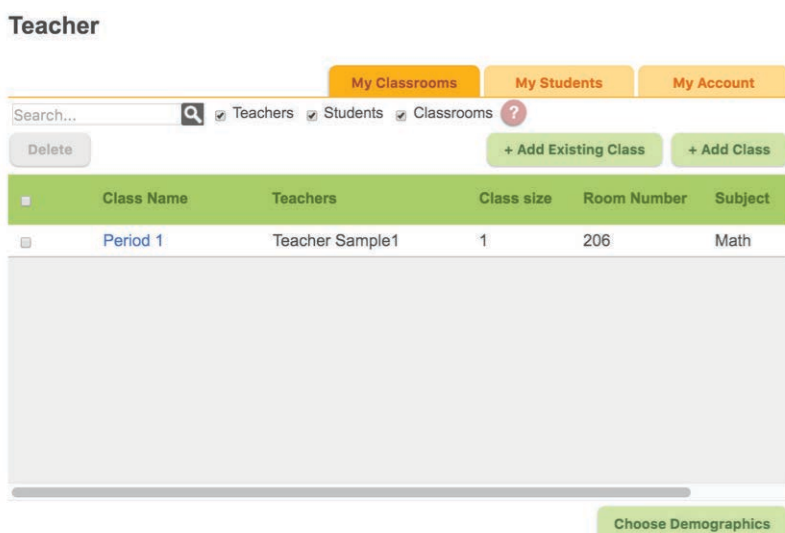 Teacher
My Classrooms My Students My Account
Search... Teachers Students Classrooms ?
Delete + Add Existing Class + Add Class
Class Name Teachers Class size Room Number Subject
Period 1 Teacher Sample1 1 206 Math
Choose Demographics